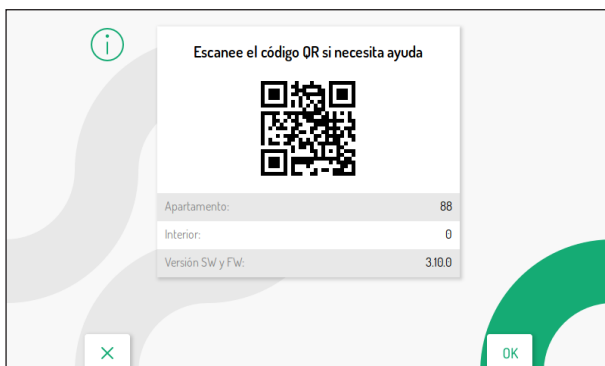 Escanee el código QR si necesita ayuda
Apartamento: 88
Interior: 0
Versión SW y FW: 3.10.0
OK